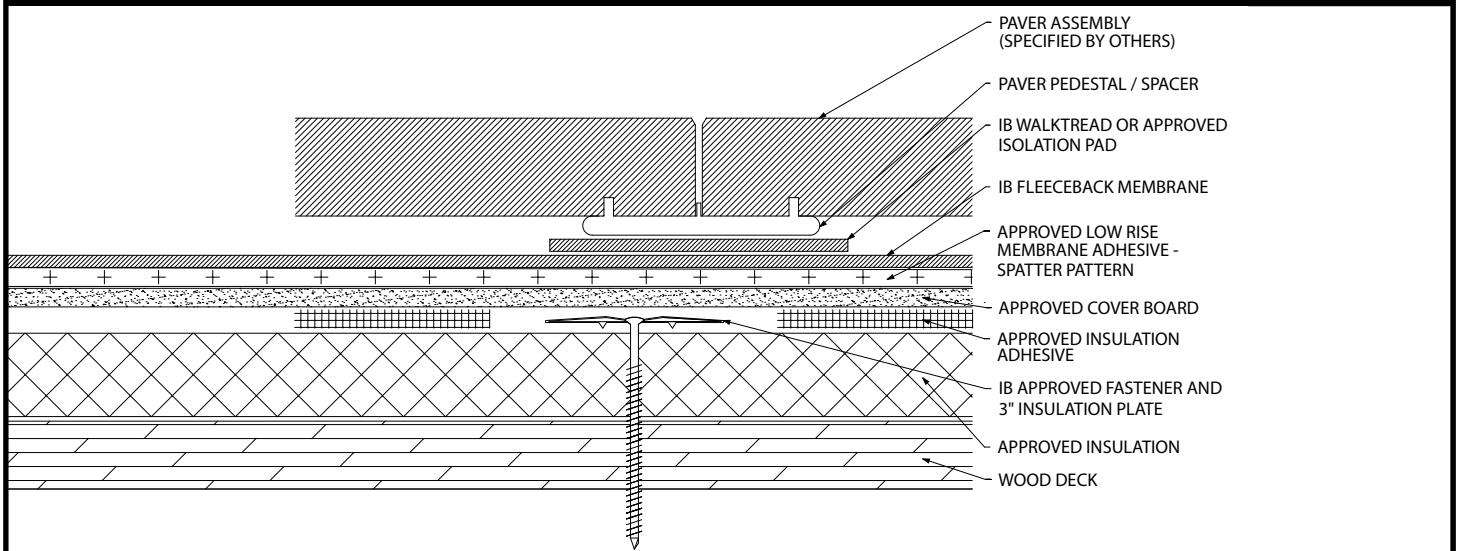 PAVER ASSEMBLY
(SPECIFIED BY OTHERS)
PAVER PEDESTAL / SPACER
IB WALKTREAD OR APPROVED
ISOLATION PAD
IB FLEECEBACK MEMBRANE
APPROVED LOW RISE
MEMBRANE ADHESIVE -
SPATTER PATTERN
APPROVED COVER BOARD
APPROVED INSULATION
ADHESIVE
IB APPROVED FASTENER AND
3" INSULATION PLATE
APPROVED INSULATION
WOOD DECK